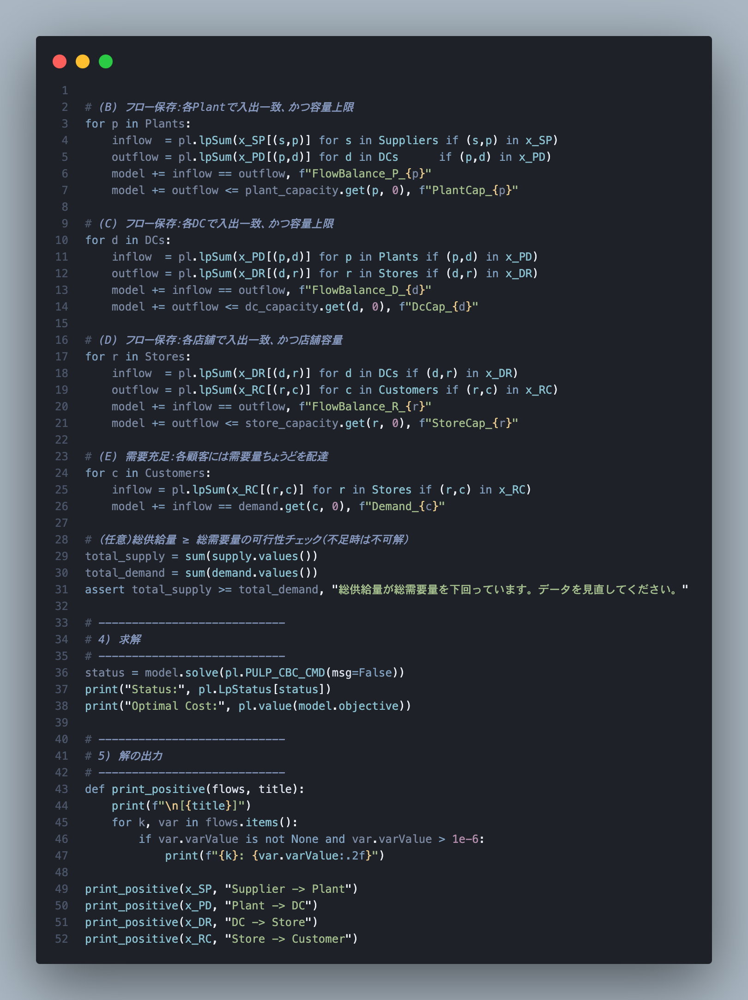 1
2 # (B) フロー保存:各Plantで入出一致、かつ容量上限
3 for p in Plants:
4     inflow  = pl.lpSum(x_SP[(s,p)] for s in Suppliers if (s,p) in x_SP)
5     outflow = pl.lpSum(x_PD[(p,d)] for d in DCs      if (p,d) in x_PD)
6     model += inflow == outflow, f"FlowBalance_P_{p}"
7     model += outflow <= plant_capacity.get(p, 0), f"PlantCap_{p}"
8
9 # (C) フロー保存:各DCで入出一致、かつ容量上限
10 for d in DCs:
11     inflow  = pl.lpSum(x_PD[(p,d)] for p in Plants if (p,d) in x_PD)
12     outflow = pl.lpSum(x_DR[(d,r)] for r in Stores if (d,r) in x_DR)
13     model += inflow == outflow, f"FlowBalance_D_{d}"
14     model += outflow <= dc_capacity.get(d, 0), f"DcCap_{d}"
15
16 # (D) フロー保存:各店舗で入出一致、かつ店舗容量
17 for r in Stores:
18     inflow  = pl.lpSum(x_DR[(d,r)] for d in DCs if (d,r) in x_DR)
19     outflow = pl.lpSum(x_RC[(r,c)] for c in Customers if (r,c) in x_RC)
20     model += inflow == outflow, f"FlowBalance_R_{r}"
21     model += outflow <= store_capacity.get(r, 0), f"StoreCap_{r}"
22
23 # (E) 需要充足:各顧客には需要量ちょうどを配達
24 for c in Customers:
25     inflow = pl.lpSum(x_RC[(r,c)] for r in Stores if (r,c) in x_RC)
26     model += inflow == demand.get(c, 0), f"Demand_{c}"
27
28 # (任意)総供給量 ≥ 総需要量の可行性チェック(不足時は不可解)
29 total_supply = sum(supply.values())
30 total_demand = sum(demand.values())
31 assert total_supply >= total_demand, "総供給量が総需要量を下回っています。データを見直してください。"
32
33 # ----------------------------
34 # 4) 求解
35 # ----------------------------
36 status = model.solve(pl.PULP_CBC_CMD(msg=False))
37 print("Status:", pl.LpStatus[status])
38 print("Optimal Cost:", pl.value(model.objective))
39
40 # ----------------------------
41 # 5) 解の出力
42 # ----------------------------
43 def print_positive(flows, title):
44     print(f"\n[{title}]")
45     for k, var in flows.items():
46         if var.varValue is not None and var.varValue > 1e-6:
47             print(f"{k}: {var.varValue:.2f}")
48
49 print_positive(x_SP, "Supplier -> Plant")
50 print_positive(x_PD, "Plant -> DC")
51 print_positive(x_DR, "DC -> Store")
52 print_positive(x_RC, "Store -> Customer")